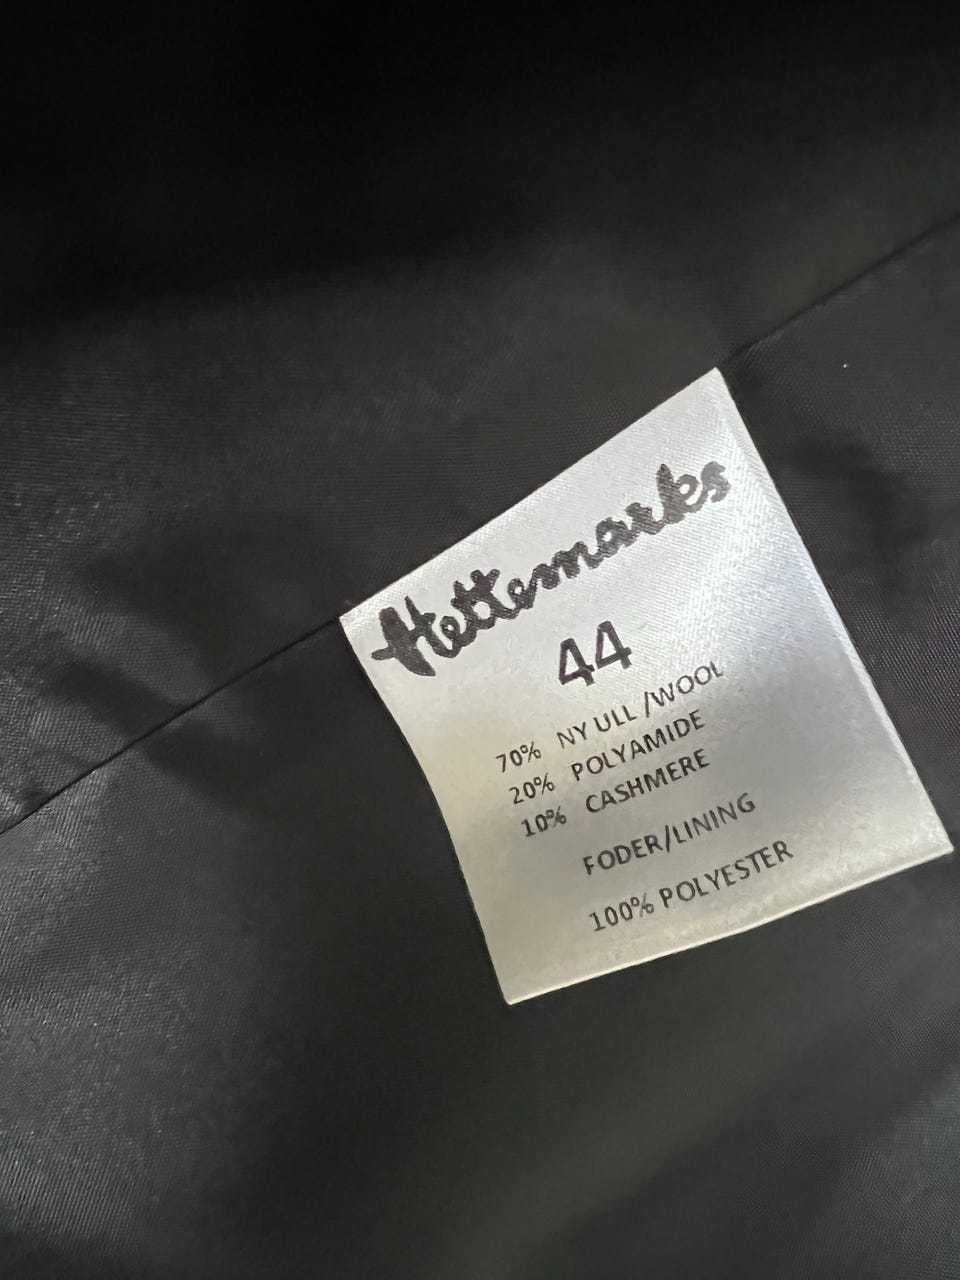 Hettemarks
44
70% NY ULL /WOOL
20% POLYAMIDE
10% CASHMERE
FODER/LINING
100% POLYESTER